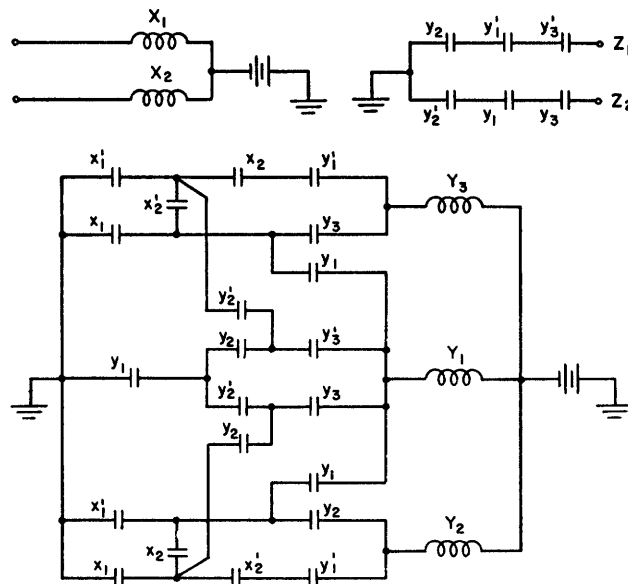 X₁
X₂
y₂ y₁' y₃' Z₁
y₂' y₁ y₃ Z₂
x₁' x₂ y₁' Y₃
x₂'
x₁ y₃
y₁
y₂'
y₂ y₃'
y₁ Y₁
y₂' y₃
y₂
y₁
x₁' y₂ Y₂
x₂
x₁ x₂' y₁'